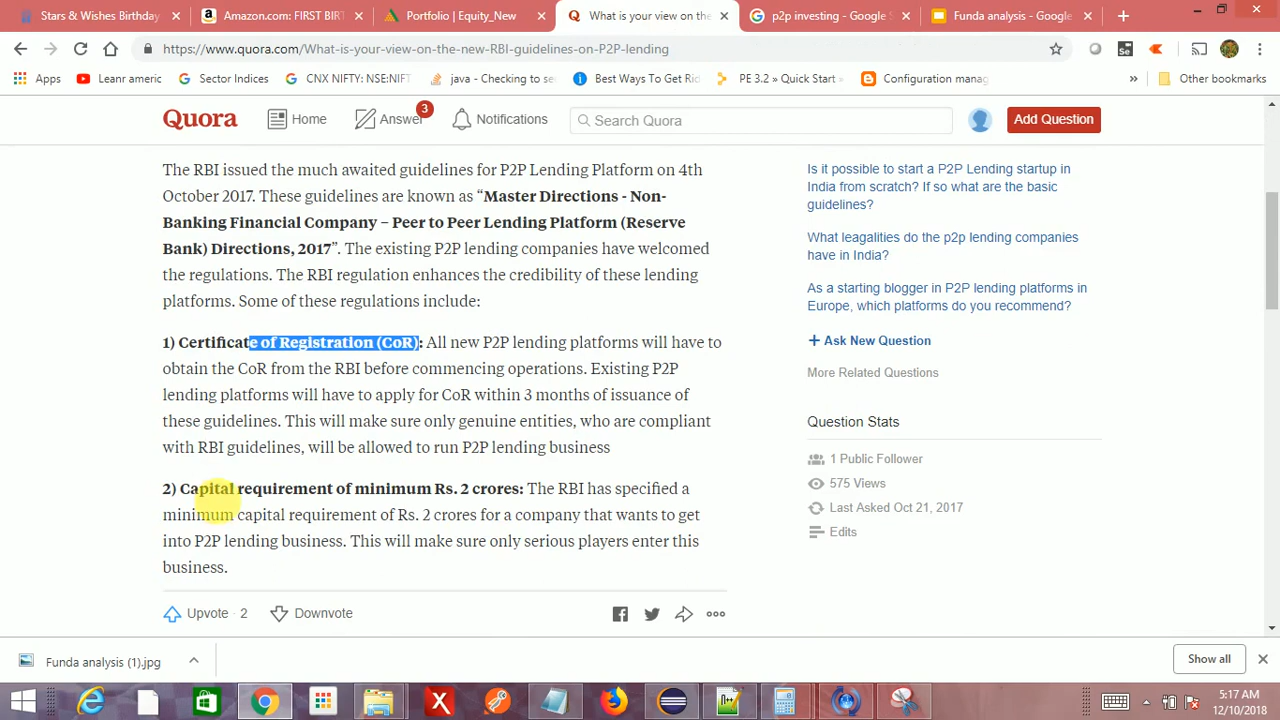 Stars & Wishes Birthday
Amazon.com: FIRST BIRT
Portfolio | Equity_New
What is your view on the
p2p investing - Google S
Funda analysis - Google
https://www.quora.com/What-is-your-view-on-the-new-RBI-guidelines-on-P2P-lending
Apps
Leanr americ
Sector Indices
CNX NIFTY: NSE:NIF
java - Checking to se
Best Ways To Get Rid
PE 3.2 » Quick Start
Configuration manag
»
Other bookmarks
Quora
Home
Answer
3
Notifications
Search Quora
Add Question
The RBI issued the much awaited guidelines for P2P Lending Platform on 4th
October 2017. These guidelines are known as “Master Directions - Non-
Banking Financial Company – Peer to Peer Lending Platform (Reserve
Bank) Directions, 2017”. The existing P2P lending companies have welcomed
the regulations. The RBI regulation enhances the credibility of these lending
platforms. Some of these regulations include:
1) Certificate of Registration (CoR): All new P2P lending platforms will have to
obtain the CoR from the RBI before commencing operations. Existing P2P
lending platforms will have to apply for CoR within 3 months of issuance of
these guidelines. This will make sure only genuine entities, who are compliant
with RBI guidelines, will be allowed to run P2P lending business
2) Capital requirement of minimum Rs. 2 crores: The RBI has specified a
minimum capital requirement of Rs. 2 crores for a company that wants to get
into P2P lending business. This will make sure only serious players enter this
business.
Upvote · 2
Downvote
Is it possible to start a P2P Lending startup in
India from scratch? If so what are the basic
guidelines?
What leagalities do the p2p lending companies
have in India?
As a starting blogger in P2P lending platforms in
Europe, which platforms do you recommend?
+ Ask New Question
More Related Questions
Question Stats
1 Public Follower
575 Views
Last Asked Oct 21, 2017
Edits
Funda analysis (1).jpg
Show all
5:17 AM
12/10/2018